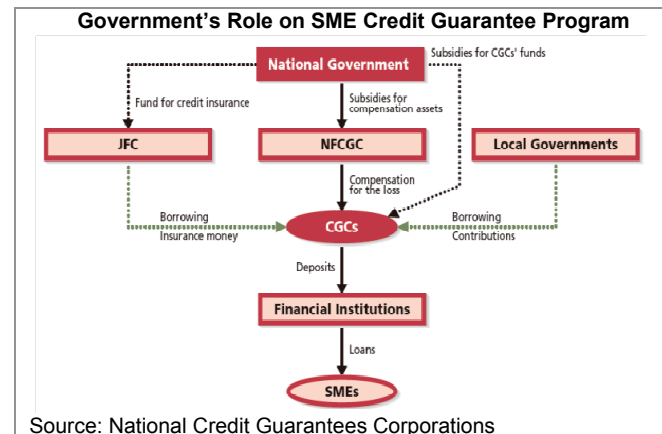 Government's Role on SME Credit Guarantee Program
Subsidies for CGCs' funds
National Government
Fund for credit insurance
Subsidies for
compensation assets
JFC
NFCGC
Local Governments
Compensation
for the loss
Borrowing
Insurance money
CGCs
Borrowing
Contributions
Deposits
Financial Institutions
Loans
SMEs
Source: National Credit Guarantees Corporations